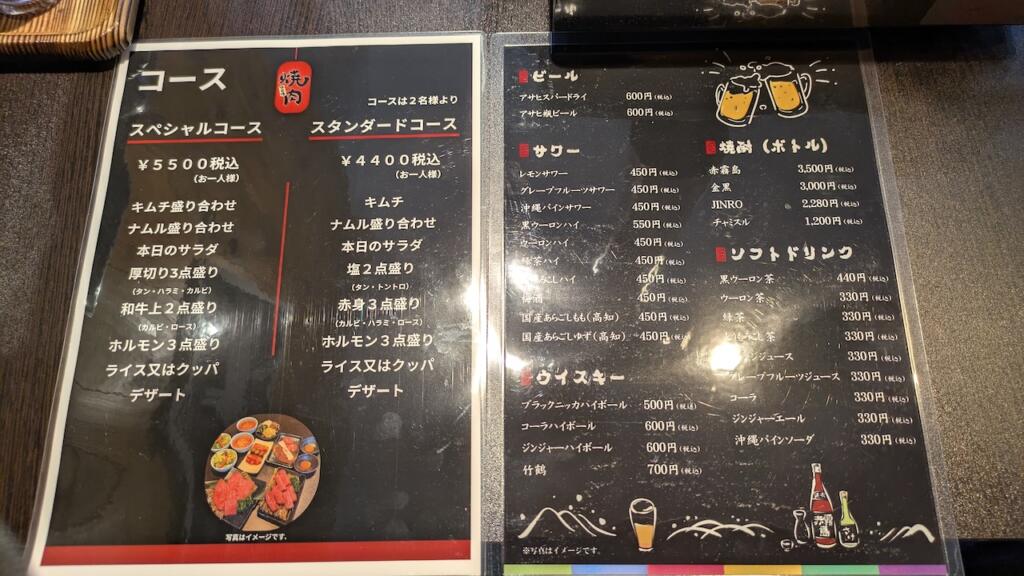 コース
焼肉
コースは２名様より
スペシャルコース
￥５５００税込
(お一人様)
キムチ盛り合わせ
ナムル盛り合わせ
本日のサラダ
厚切り3点盛り
(タン・ハラミ・カルビ)
和牛上２点盛り
(カルビ・ロース)
ホルモン３点盛り
ライス又はクッパ
デザート
スタンダードコース
￥４４００税込
(お一人様)
キムチ
ナムル盛り合わせ
本日のサラダ
塩２点盛り
(タン・トントロ)
赤身３点盛り
(カルビ・ハラミ・ロース)
ホルモン３点盛り
ライス又はクッパ
デザート
写真はイメージです。
ビール
アサヒスーパードライ 600円(税込)
アサヒ瓶ビール 600円(税込)
サワー
レモンサワー 450円(税込)
グレープフルーツサワー 450円(税込)
沖縄パインサワー 450円(税込)
黒ウーロンハイ 550円(税込)
ウーロンハイ 450円(税込)
緑茶ハイ 450円(税込)
ハイ 450円(税込)
梅酒 450円(税込)
国産あらごしもも(高知) 450円(税込)
国産あらごしゆず(高知) 450円(税込)
ウイスキー
ブラックニッカハイボール 500円(税込)
コーラハイボール 600円(税込)
ジンジャーハイボール 600円(税込)
竹鶴 700円(税込)
焼酎（ボトル）
赤霧島 3,500円(税込)
金黒 3,000円(税込)
JINRO 2,280円(税込)
チャミスル 1,200円(税込)
ソフトドリンク
黒ウーロン茶 440円(税込)
ウーロン茶 330円(税込)
緑茶 330円(税込)
茶 330円(税込)
ジュース 330円(税込)
グレープフルーツジュース 330円(税込)
コーラ 330円(税込)
ジンジャーエール 330円(税込)
沖縄パインソーダ 330円(税込)
※写真はイメージです。